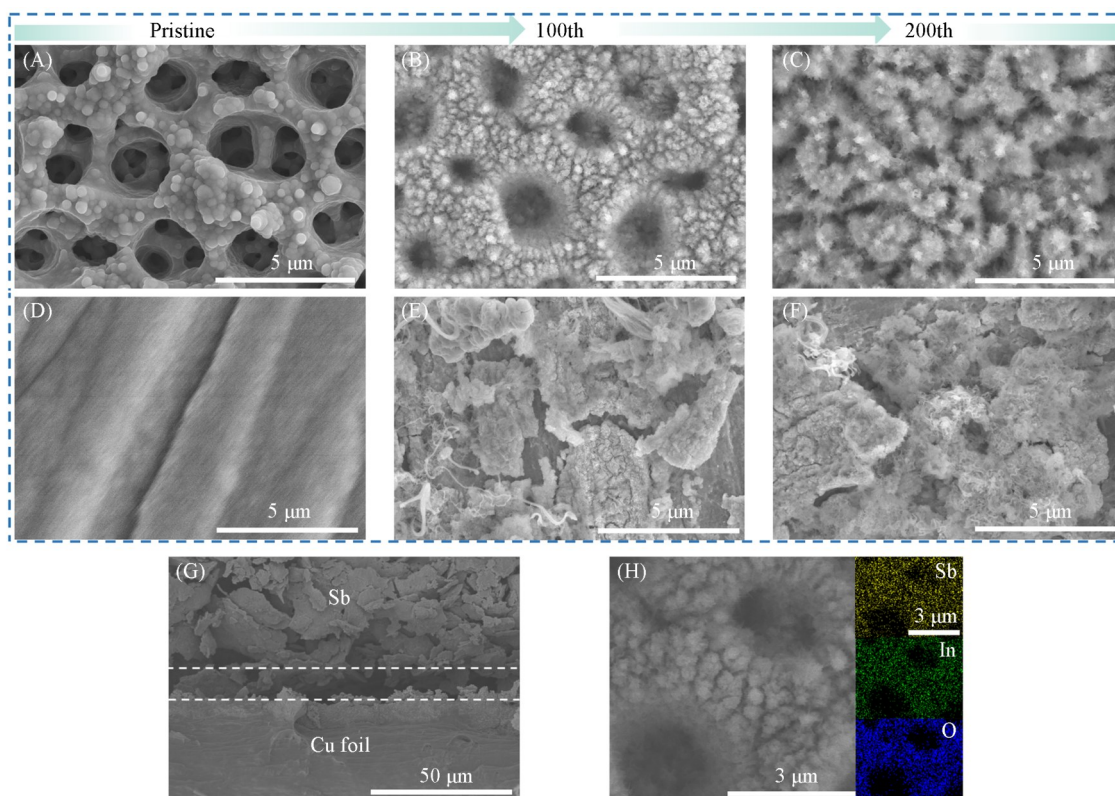 Pristine 100th 200th
(A) (B) (C)
5 μm 5 μm 5 μm
(D) (E) (F)
5 μm 5 μm 5 μm
(G) (H)
Sb Sb
3 μm
In
Cu foil O
50 μm 3 μm